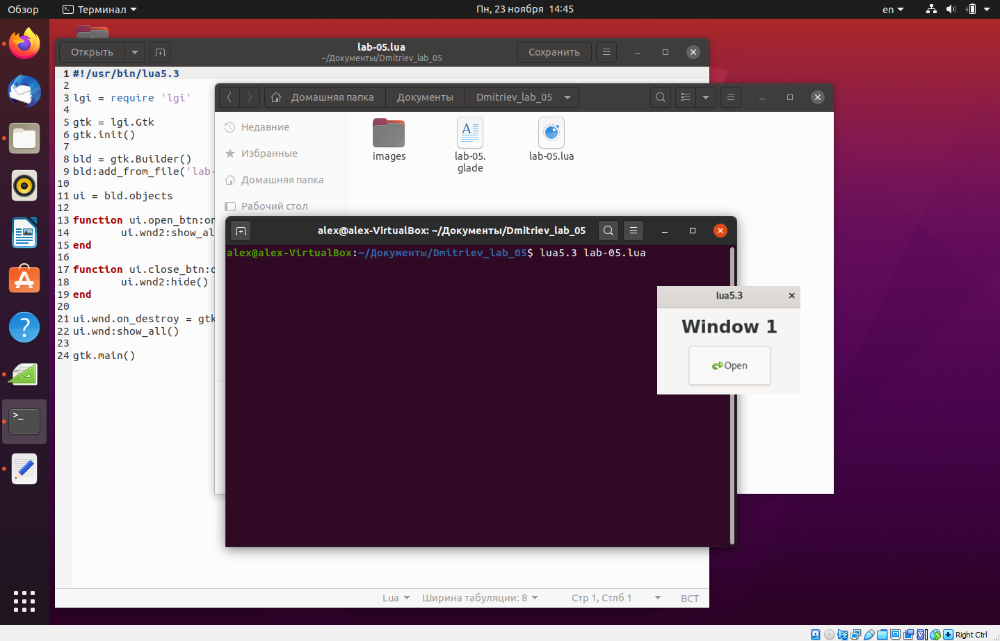 Обзор
Терминал
Пн, 23 ноября 14:45
en
Открыть
lab-05.lua
~/Документы/Dmitriev_lab_05
Сохранить
1 #!/usr/bin/lua5.3
2
3 lgi = require 'lgi'
4
5 gtk = lgi.Gtk
6 gtk.init()
7
8 bld = gtk.Builder()
9 bld:add_from_file('lab-
10
11 ui = bld.objects
12
13 function ui.open_btn:on
14 ui.wnd2:show_al
15 end
16
17 function ui.close_btn:o
18 ui.wnd2:hide()
19 end
20
21 ui.wnd.on_destroy = gtk
22 ui.wnd:show_all()
23
24 gtk.main()
Lua
Ширина табуляции: 8
Стр 1, Стлб 1
ВСТ
Домашняя папка
Документы
Dmitriev_lab_05
Недавние
Избранные
Домашняя папка
Рабочий стол
images
lab-05.
glade
lab-05.lua
alex@alex-VirtualBox: ~/Документы/Dmitriev_lab_05
alex@alex-VirtualBox:~/Документы/Dmitriev_lab_05$ lua5.3 lab-05.lua
lua5.3
Window 1
Open
Right Ctrl